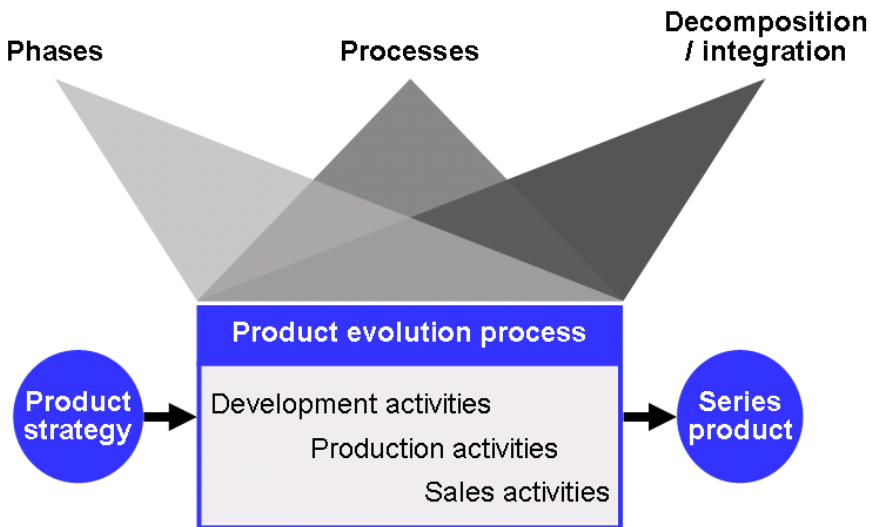 Phases
Processes
Decomposition
/ integration
Product evolution process
Product
strategy
Development activities
Production activities
Sales activities
Series
product